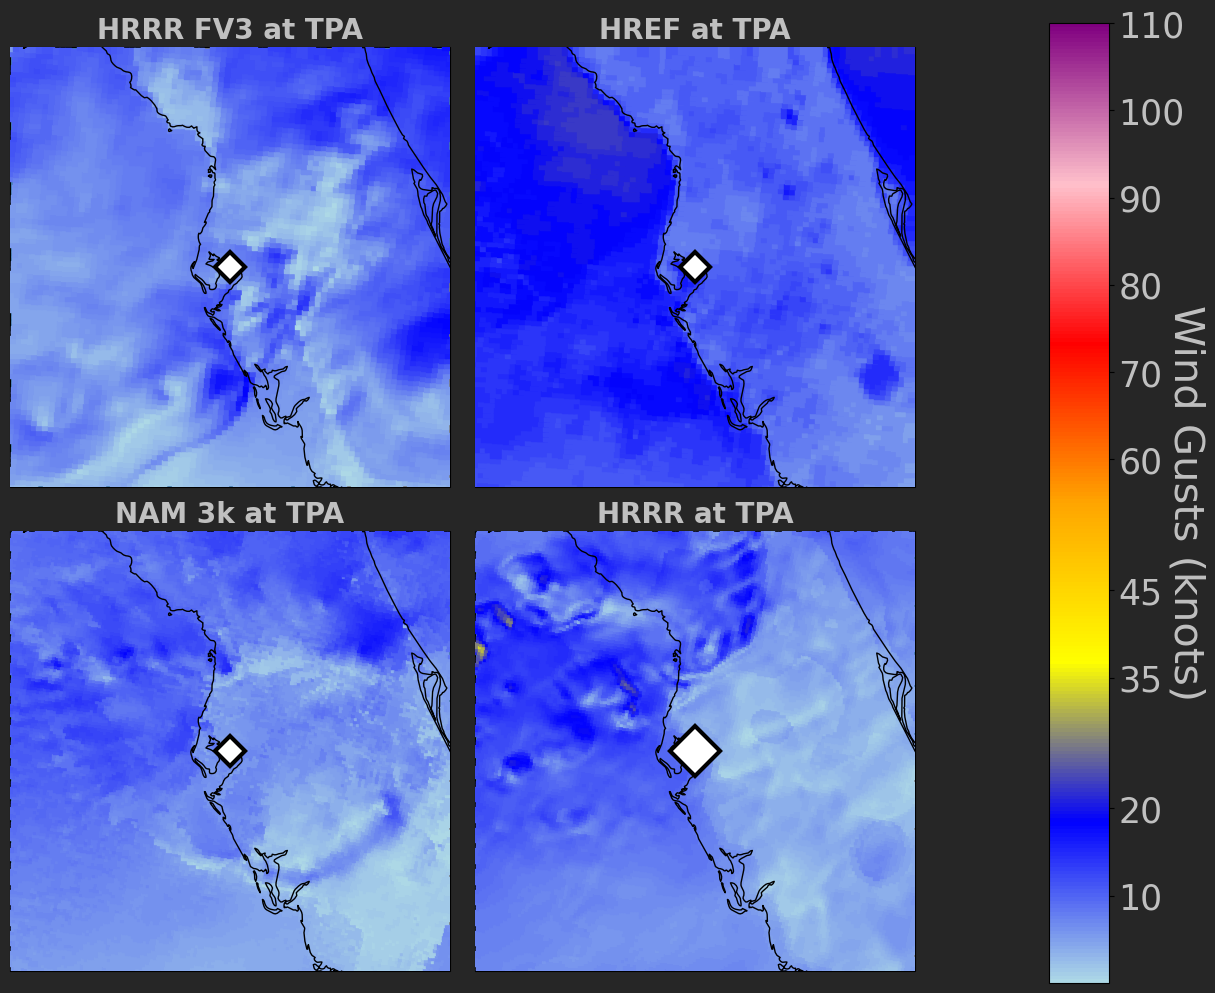 HRRR FV3 at TPA
HREF at TPA
NAM 3k at TPA
HRRR at TPA
110
100
90
80
70
60
45
35
20
10
Wind Gusts (knots)